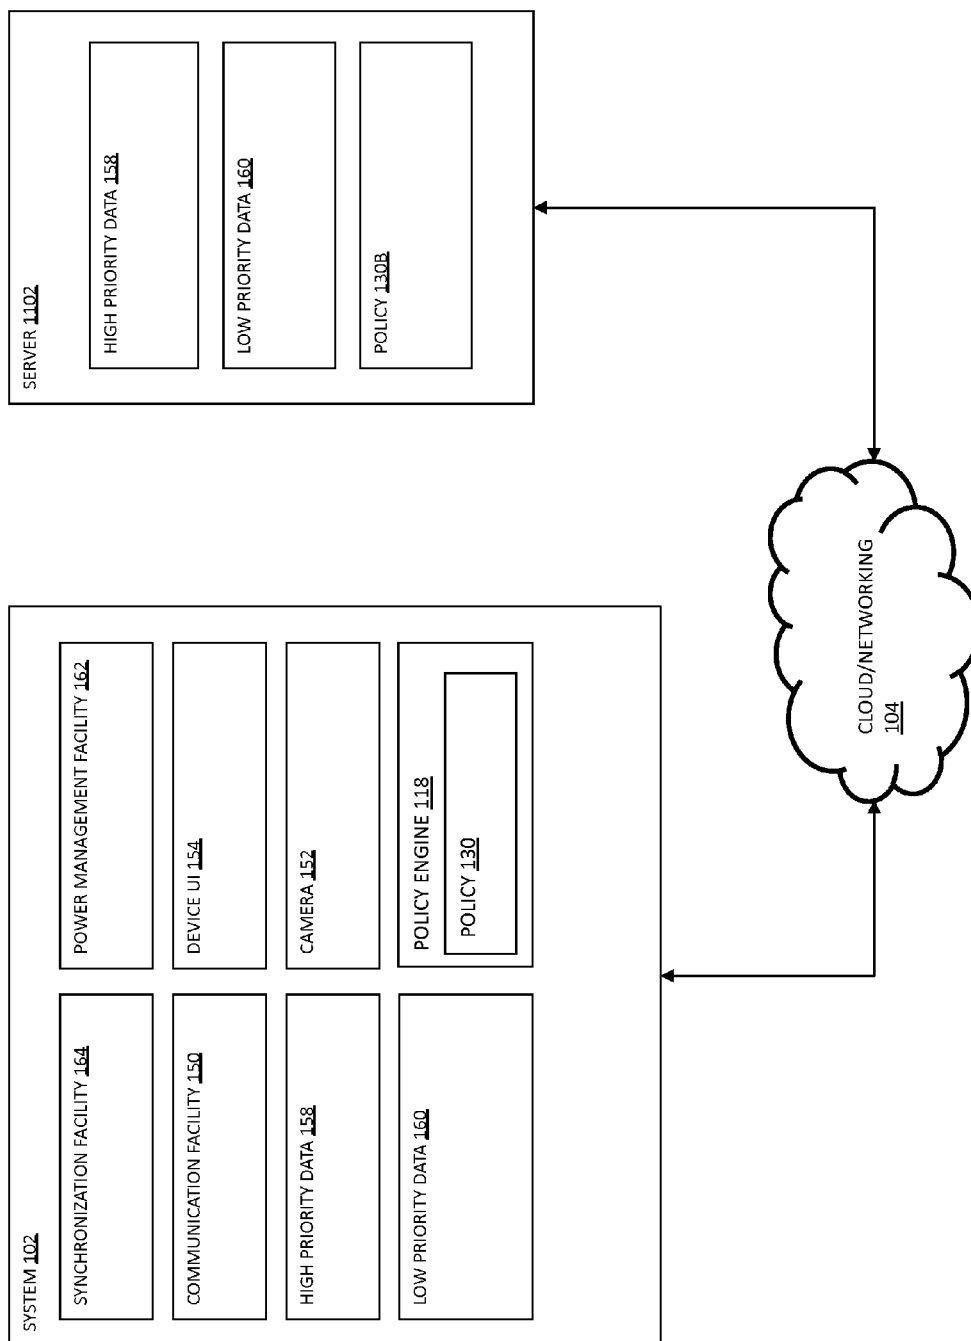 SYSTEM 102
SYNCHRONIZATION FACILITY 164
POWER MANAGEMENT FACILITY 162
COMMUNICATION FACILITY 150
DEVICE UI 154
HIGH PRIORITY DATA 158
CAMERA 152
LOW PRIORITY DATA 160
POLICY ENGINE 118
POLICY 130
SERVER 1102
HIGH PRIORITY DATA 158
LOW PRIORITY DATA 160
POLICY 130B
CLOUD/NETWORKING
104